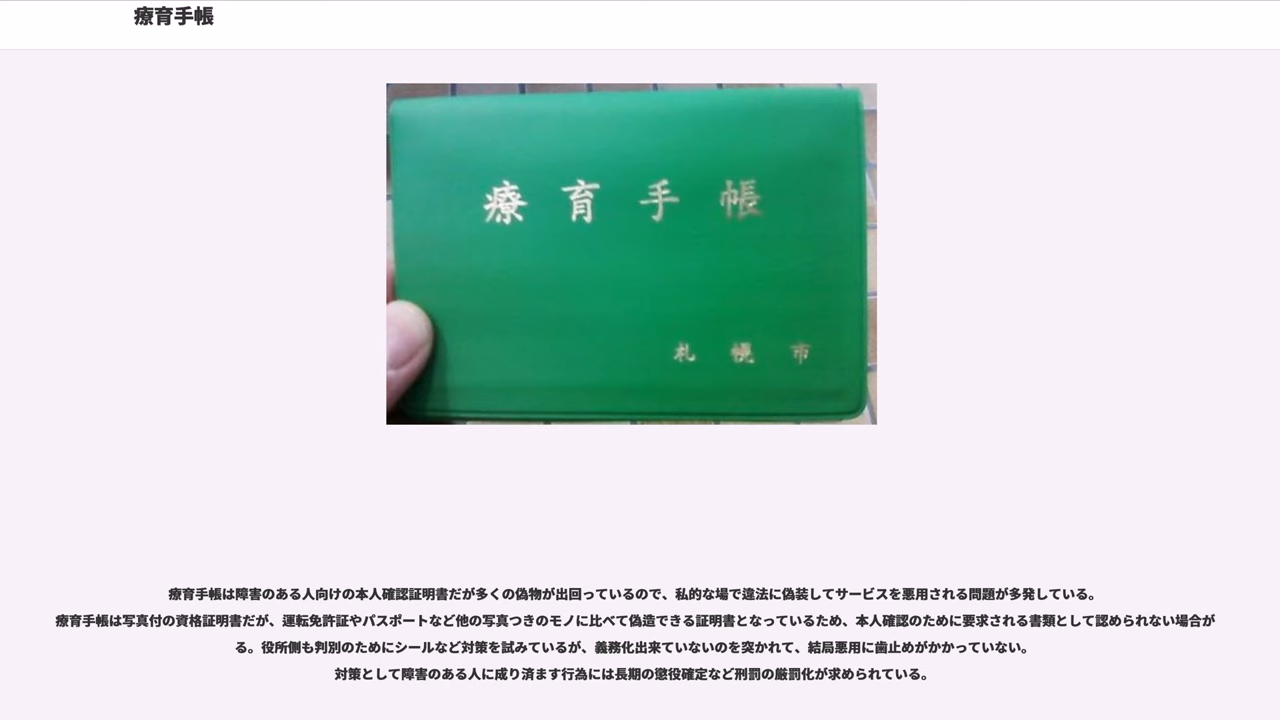 療育手帳
療育手帳
札幌市
療育手帳は障害のある人向けの本人確認証明書だが多くの偽物が出回っているので、私的な場で違法に偽装してサービスを悪用される問題が多発している。
療育手帳は写真付の資格証明書だが、運転免許証やパスポートなど他の写真つきのモノに比べて偽造できる証明書となっているため、本人確認のために要求される書類として認められない場合が
る。役所側も判別のためにシールなど対策を試みているが、義務化出来ていないのを突かれて、結局悪用に歯止めがかかっていない。
対策として障害のある人に成り済ます行為には長期の懲役確定など刑罰の厳罰化が求められている。